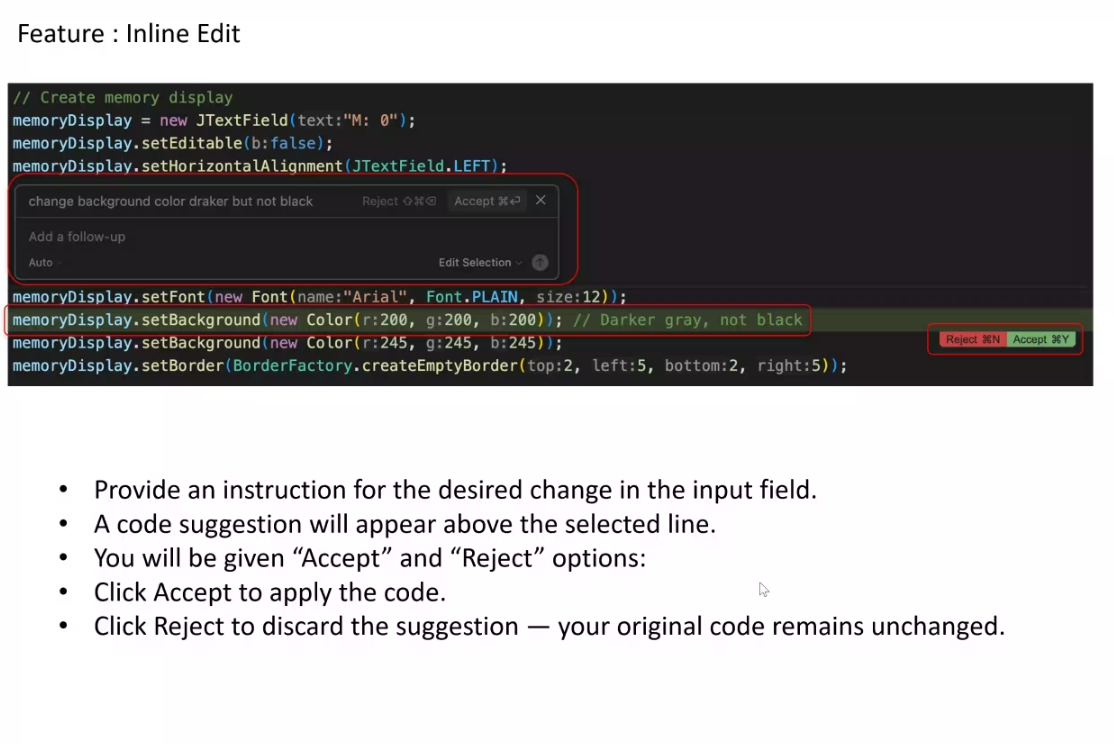 Feature : Inline Edit
// Create memory display
memoryDisplay = new JTextField(text:"M: 0");
memoryDisplay.setEditable(b:false);
memoryDisplay.setHorizontalAlignment(JTextField.LEFT);
change background color draker but not black Reject ⇧⌘⌫ Accept ⌘⏎ ✕
Add a follow-up
Auto
Edit Selection
memoryDisplay.setFont(new Font(name:"Arial", Font.PLAIN, size:12));
memoryDisplay.setBackground(new Color(r:200, g:200, b:200)); // Darker gray, not black
memoryDisplay.setBackground(new Color(r:245, g:245, b:245));
Reject ⌘N Accept ⌘Y
memoryDisplay.setBorder(BorderFactory.createEmptyBorder(top:2, left:5, bottom:2, right:5));
• Provide an instruction for the desired change in the input field.
• A code suggestion will appear above the selected line.
• You will be given “Accept” and “Reject” options:
• Click Accept to apply the code.
• Click Reject to discard the suggestion — your original code remains unchanged.